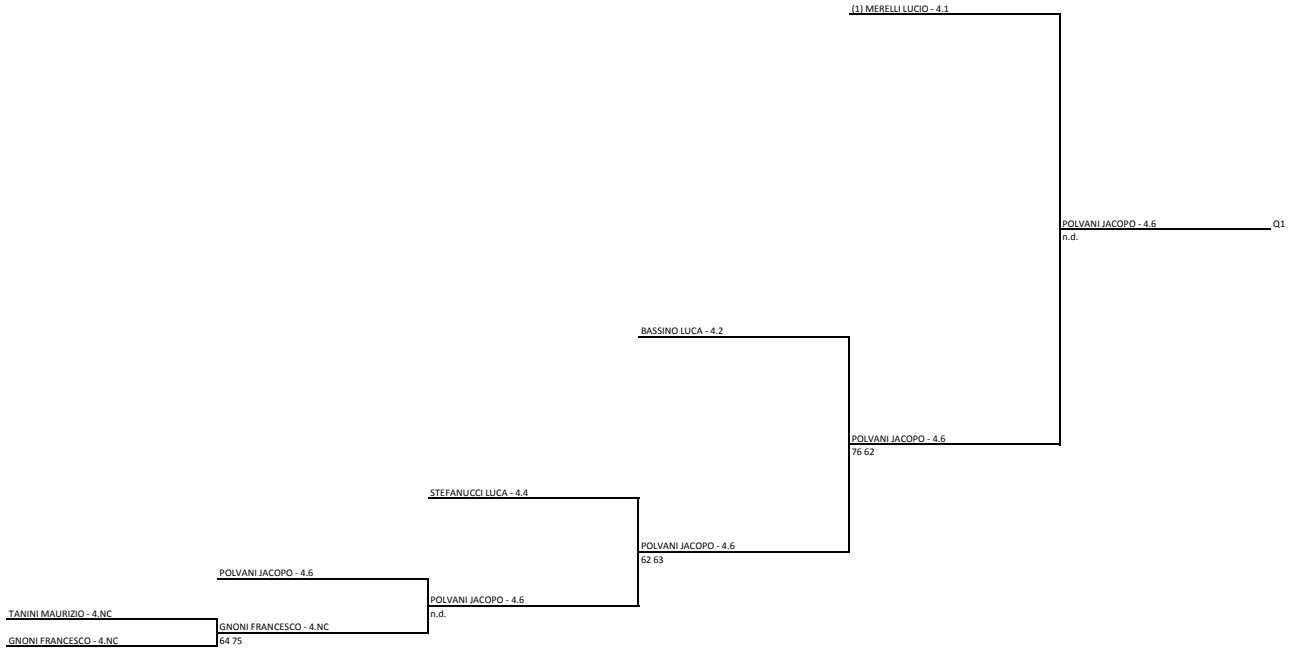 (1) MERELLI LUCIO - 4.1
POLVANI JACOPO - 4.6
Q1
n.d.
BASSINO LUCA - 4.2
POLVANI JACOPO - 4.6
76 62
STEFANUCCI LUCA - 4.4
POLVANI JACOPO - 4.6
62 63
POLVANI JACOPO - 4.6
POLVANI JACOPO - 4.6
n.d.
TANINI MAURIZIO - 4.NC
GNONI FRANCESCO - 4.NC
GNONI FRANCESCO - 4.NC
64 75